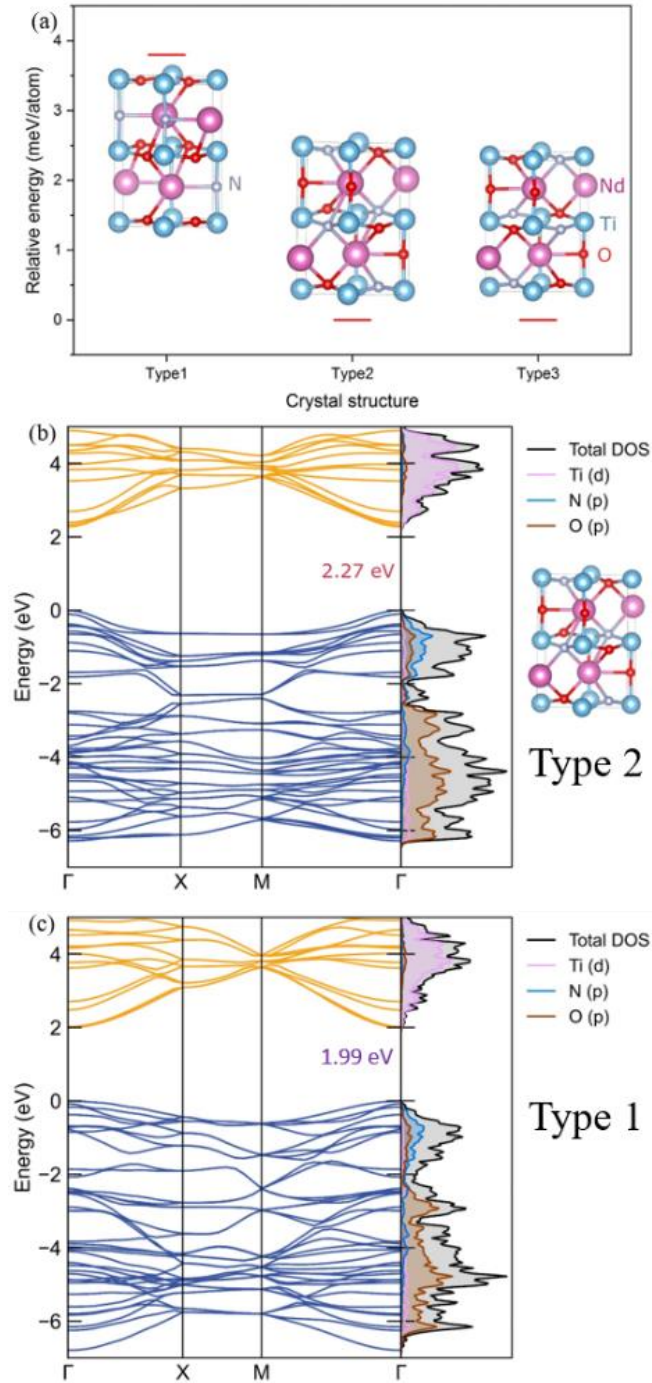 (a)
Relative energy (meV/atom)
4
3
2
1
0
N
Nd
Ti
O
Type1
Type2
Type3
Crystal structure
(b)
Energy (eV)
4
2
0
−2
−4
−6
2.27 eV
Γ
X
M
Γ
Total DOS
Ti (d)
N (p)
O (p)
Type 2
(c)
Energy (eV)
4
2
0
−2
−4
−6
1.99 eV
Γ
X
M
Γ
Total DOS
Ti (d)
N (p)
O (p)
Type 1